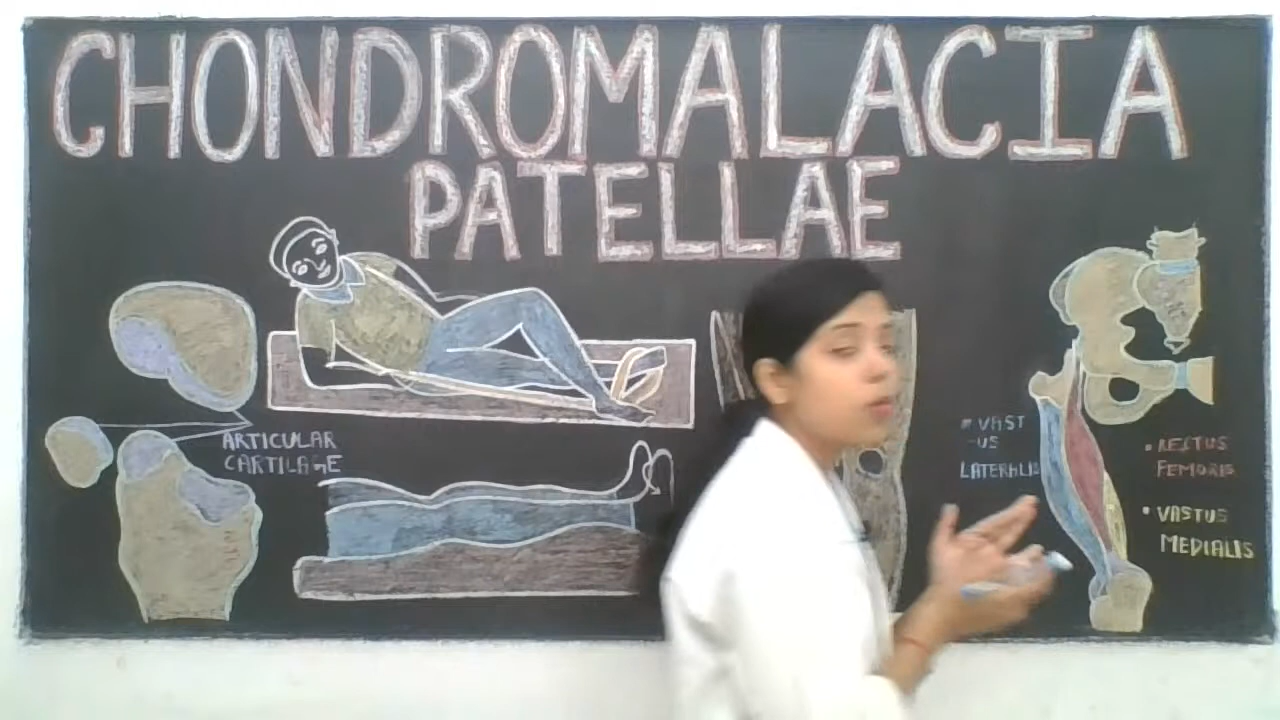 CHONDROMALACIA
PATELLAE
ARTICULAR
CARTILAGE
VAST
-US
LATERALIS
• RECTUS
FEMORIS
• VASTUS
MEDIALIS